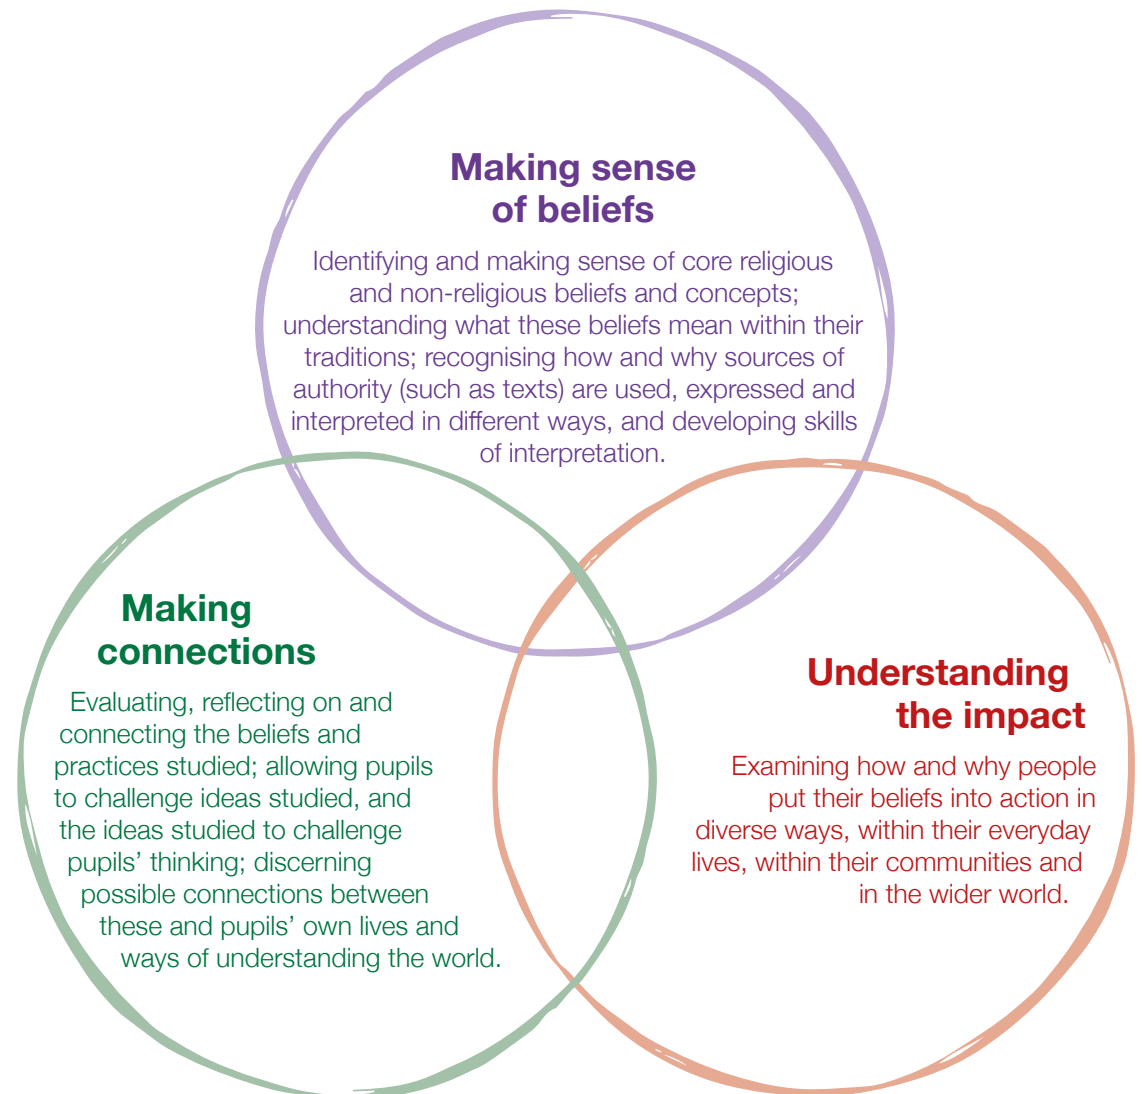 Making sense
of beliefs
Identifying and making sense of core religious
and non-religious beliefs and concepts;
understanding what these beliefs mean within their
traditions; recognising how and why sources of
authority (such as texts) are used, expressed and
interpreted in different ways, and developing skills
of interpretation.
Making
connections
Evaluating, reflecting on and
connecting the beliefs and
practices studied; allowing pupils
to challenge ideas studied, and
the ideas studied to challenge
pupils’ thinking; discerning
possible connections between
these and pupils’ own lives and
ways of understanding the world.
Understanding
the impact
Examining how and why people
put their beliefs into action in
diverse ways, within their everyday
lives, within their communities and
in the wider world.